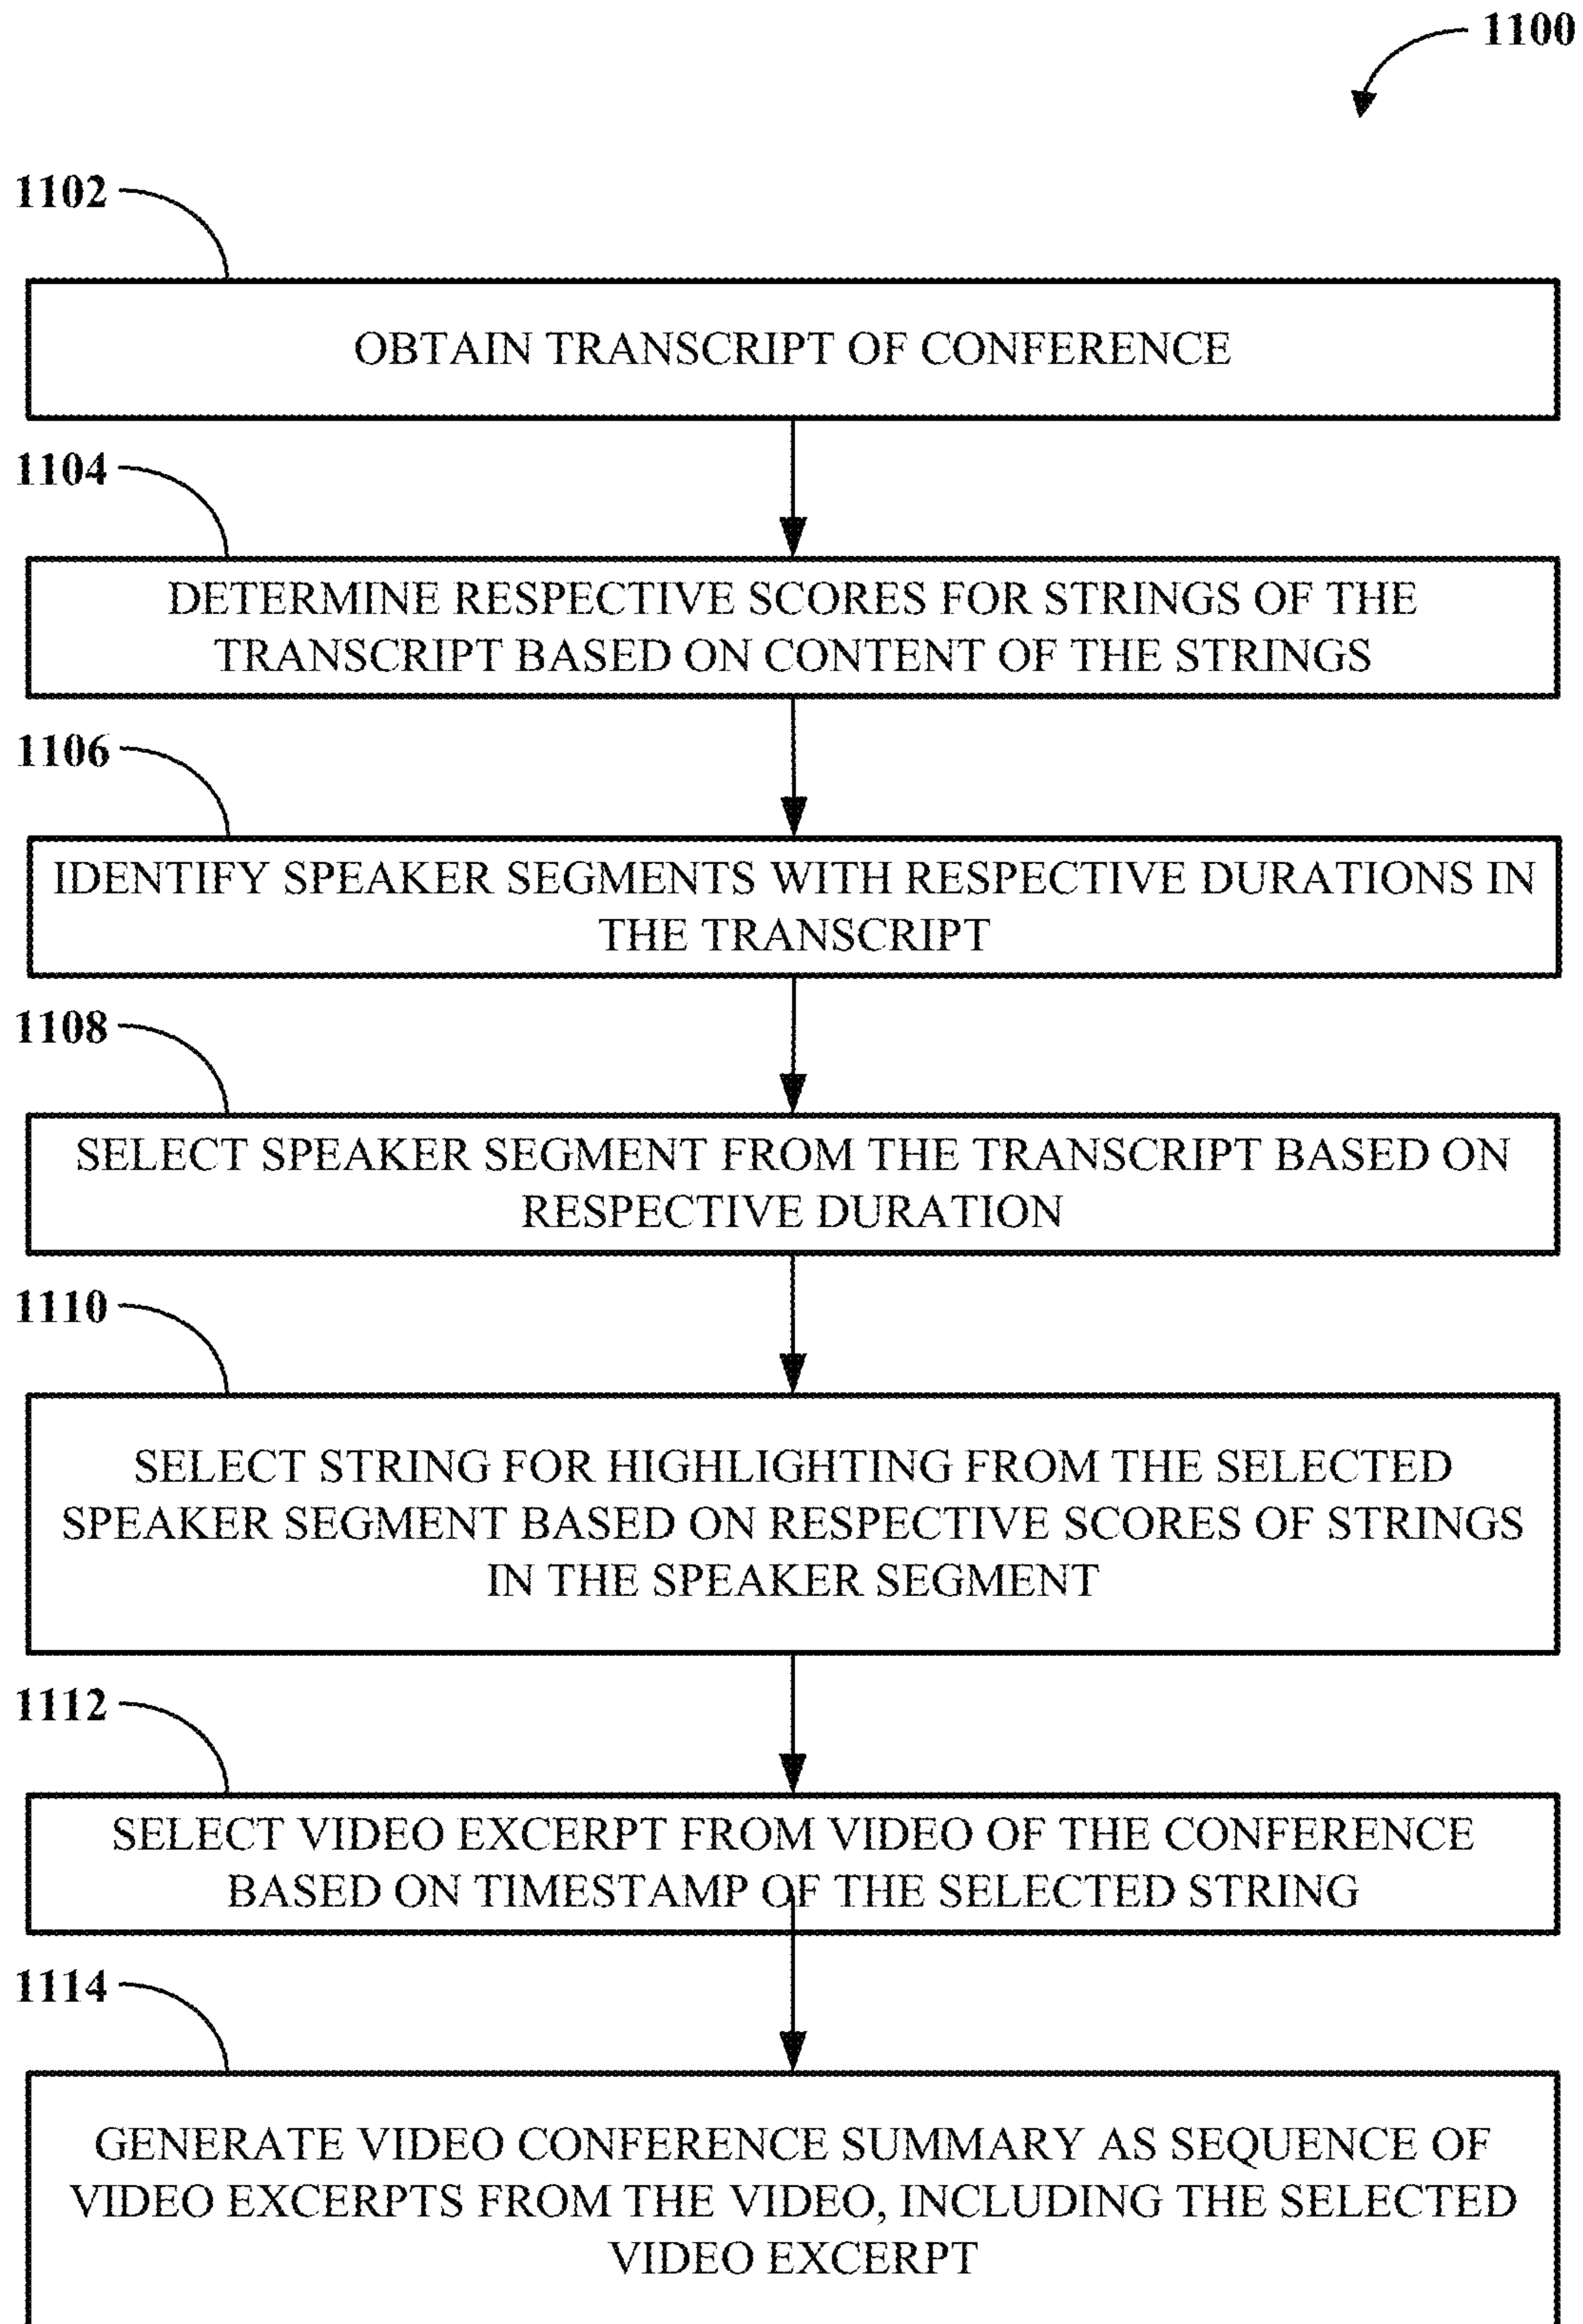 1100
1102
OBTAIN TRANSCRIPT OF CONFERENCE
1104
DETERMINE RESPECTIVE SCORES FOR STRINGS OF THE
TRANSCRIPT BASED ON CONTENT OF THE STRINGS
1106
IDENTIFY SPEAKER SEGMENTS WITH RESPECTIVE DURATIONS IN
THE TRANSCRIPT
1108
SELECT SPEAKER SEGMENT FROM THE TRANSCRIPT BASED ON
RESPECTIVE DURATION
1110
SELECT STRING FOR HIGHLIGHTING FROM THE SELECTED
SPEAKER SEGMENT BASED ON RESPECTIVE SCORES OF STRINGS
IN THE SPEAKER SEGMENT
1112
SELECT VIDEO EXCERPT FROM VIDEO OF THE CONFERENCE
BASED ON TIMESTAMP OF THE SELECTED STRING
1114
GENERATE VIDEO CONFERENCE SUMMARY AS SEQUENCE OF
VIDEO EXCERPTS FROM THE VIDEO, INCLUDING THE SELECTED
VIDEO EXCERPT